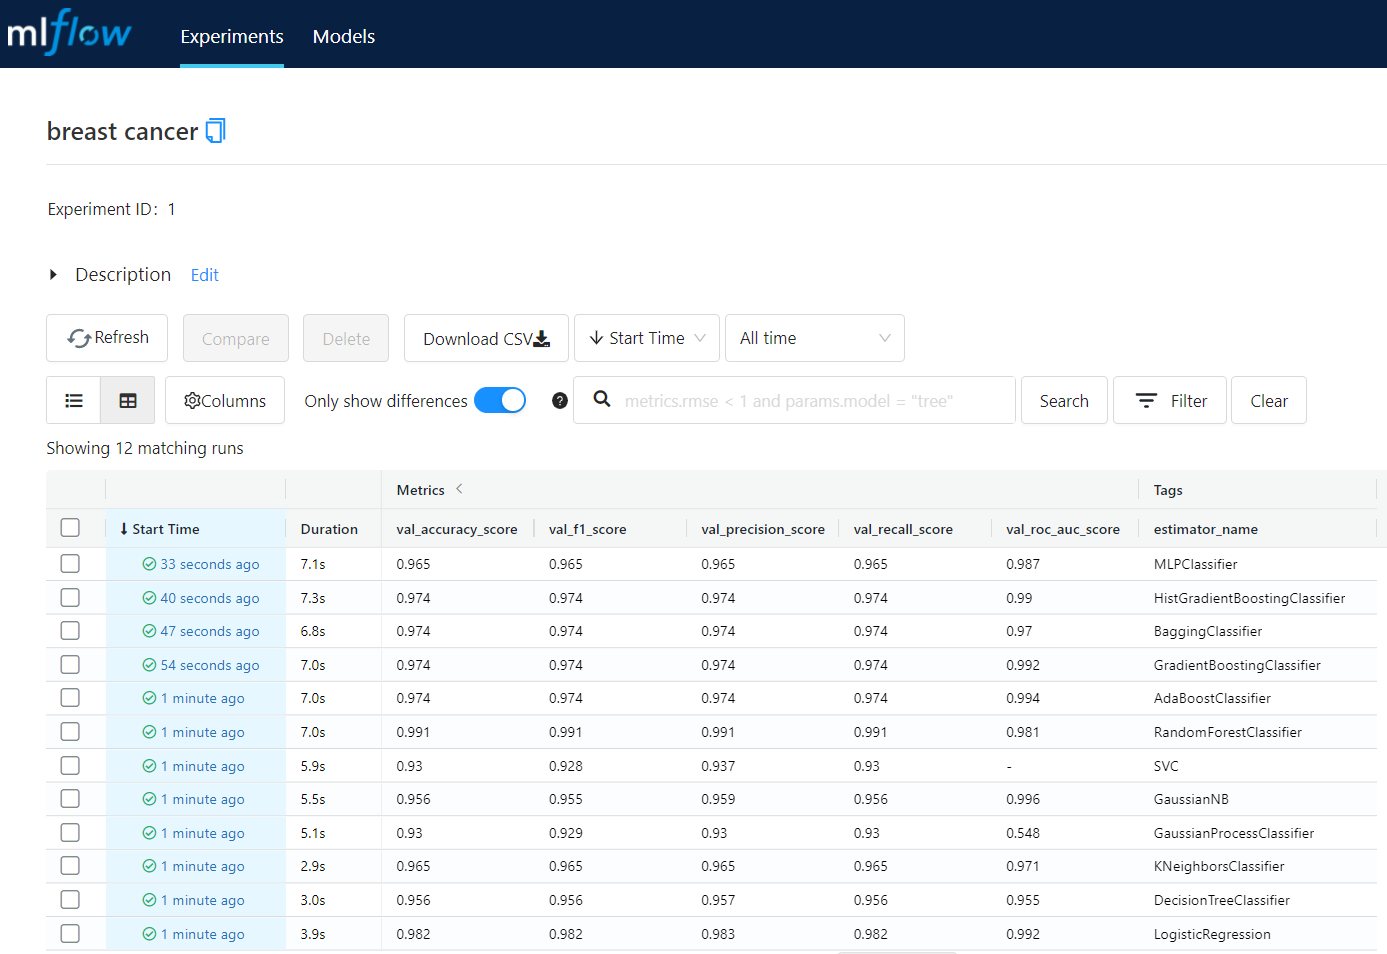 mlflow Experiments Models
breast cancer
Experiment ID: 1
Description Edit
Refresh Compare Delete Download CSV Start Time All time
Columns Only show differences ? metrics.rmse < 1 and params.model = "tree" Search Filter Clear
Showing 12 matching runs
Metrics Tags
Start Time Duration val_accuracy_score val_f1_score val_precision_score val_recall_score val_roc_auc_score estimator_name
33 seconds ago 7.1s 0.965 0.965 0.965 0.965 0.987 MLPClassifier
40 seconds ago 7.3s 0.974 0.974 0.974 0.974 0.99 HistGradientBoostingClassifier
47 seconds ago 6.8s 0.974 0.974 0.974 0.974 0.97 BaggingClassifier
54 seconds ago 7.0s 0.974 0.974 0.974 0.974 0.992 GradientBoostingClassifier
1 minute ago 7.0s 0.974 0.974 0.974 0.974 0.994 AdaBoostClassifier
1 minute ago 7.0s 0.991 0.991 0.991 0.991 0.981 RandomForestClassifier
1 minute ago 5.9s 0.93 0.928 0.937 0.93 - SVC
1 minute ago 5.5s 0.956 0.955 0.959 0.956 0.996 GaussianNB
1 minute ago 5.1s 0.93 0.929 0.93 0.93 0.548 GaussianProcessClassifier
1 minute ago 2.9s 0.965 0.965 0.965 0.965 0.971 KNeighborsClassifier
1 minute ago 3.0s 0.956 0.956 0.957 0.956 0.955 DecisionTreeClassifier
1 minute ago 3.9s 0.982 0.982 0.983 0.982 0.992 LogisticRegression